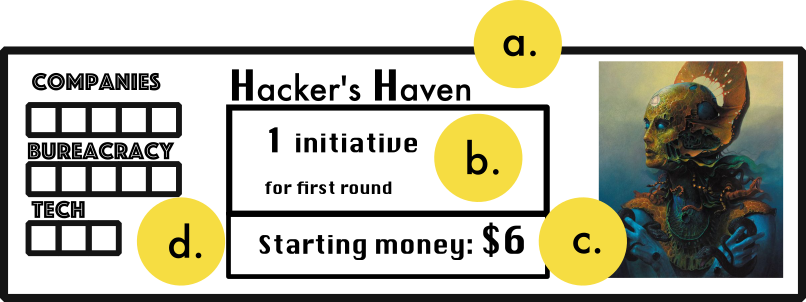 a.
COMPANIES
Hacker's Haven
1 initiative
b.
BUREACRACY
for first round
TECH
d.
Starting money: $6
c.